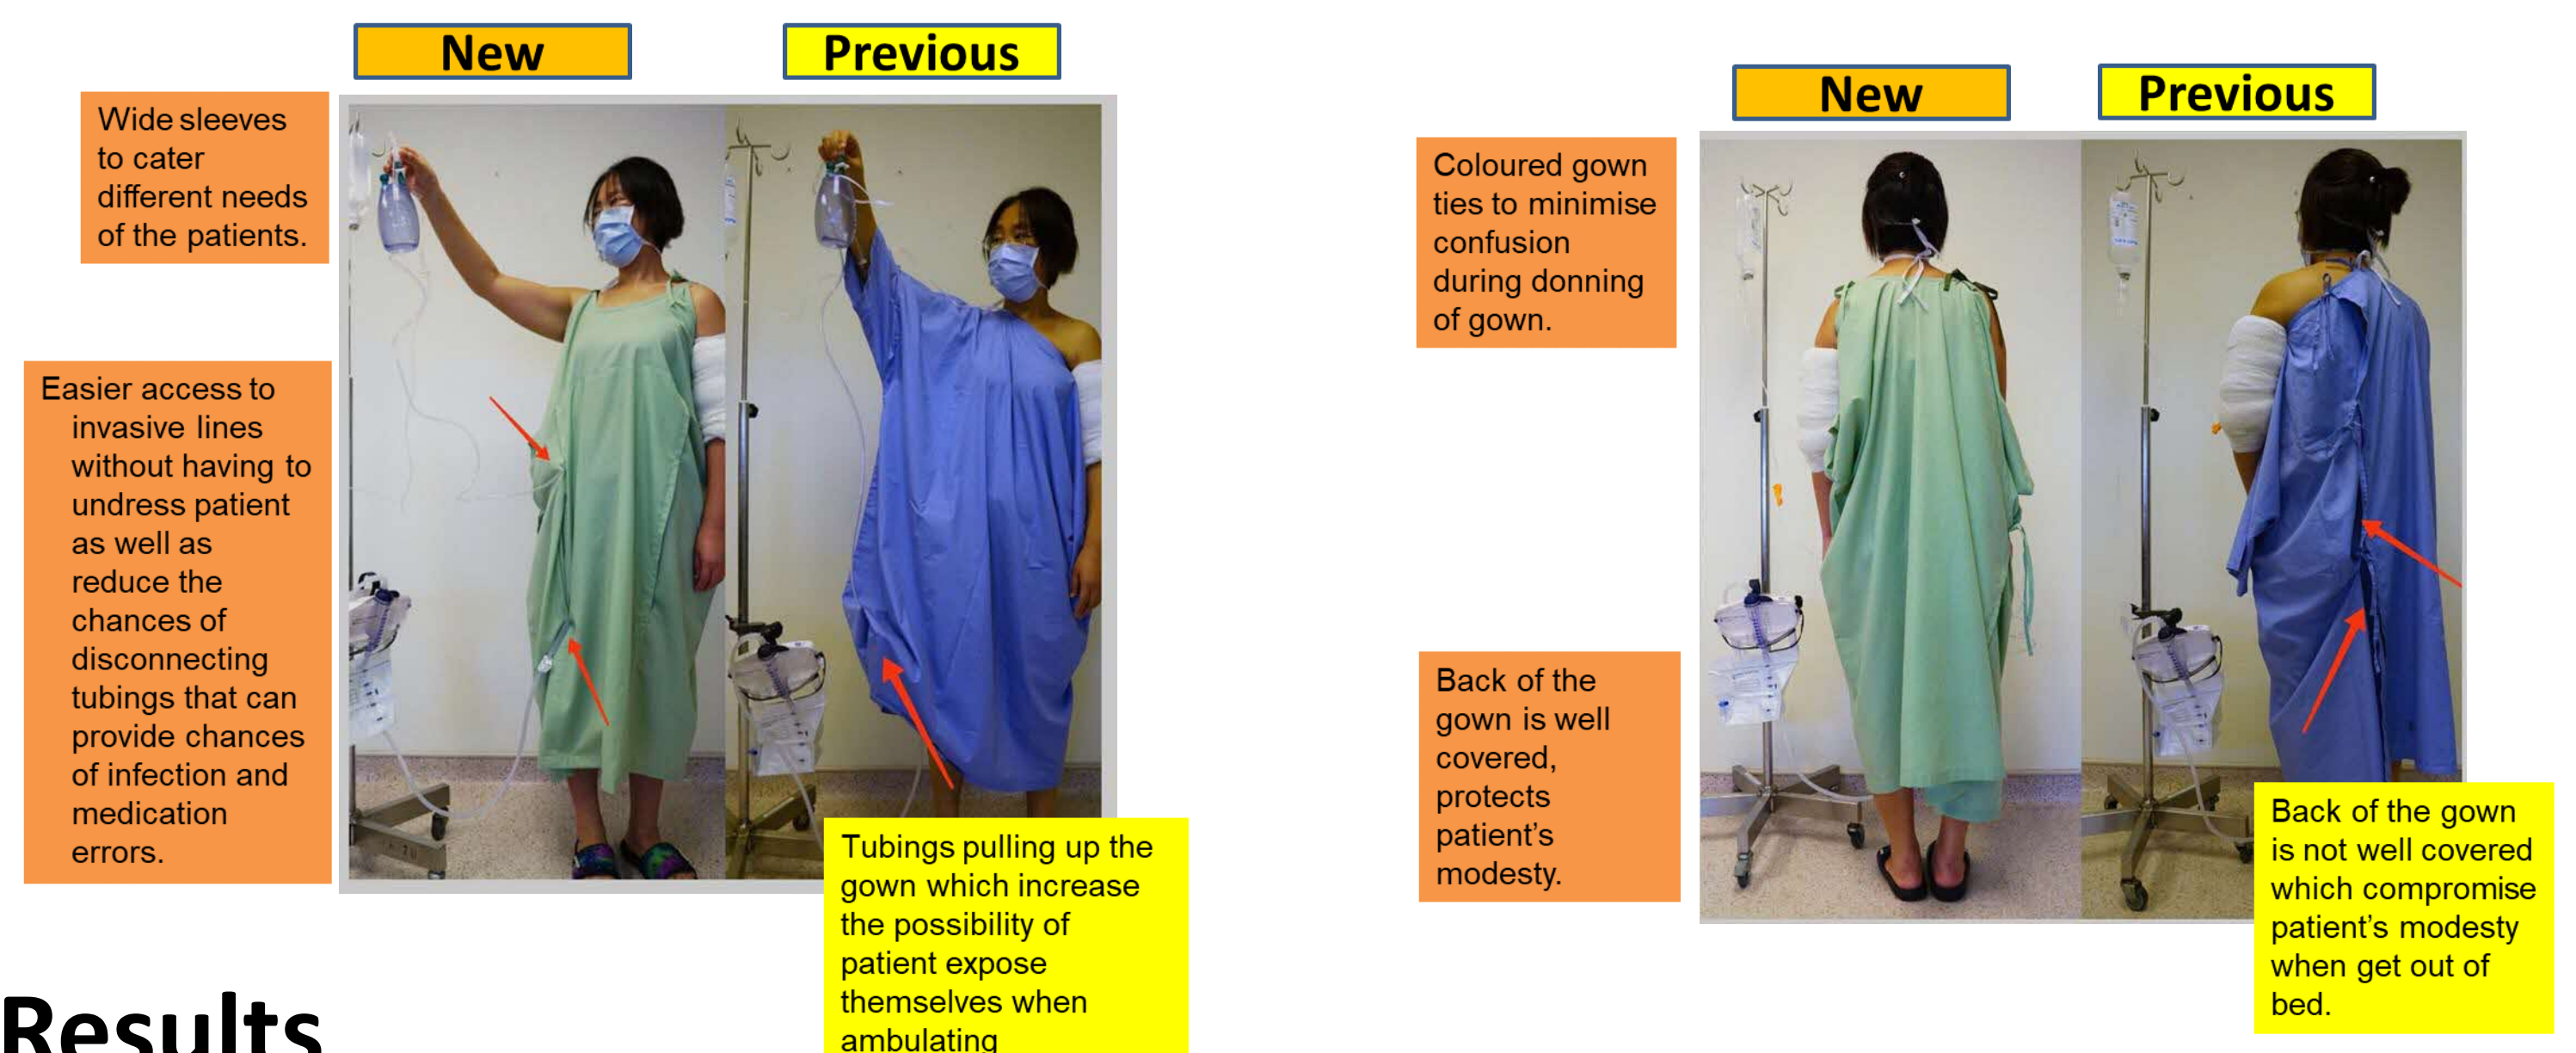 New
Previous
Wide sleeves
to cater
different needs
of the patients.
Easier access to
invasive lines
without having to
undress patient
as well as
reduce the
chances of
disconnecting
tubings that can
provide chances
of infection and
medication
errors.
Tubings pulling up the
gown which increase
the possibility of
patient expose
themselves when
ambulating
New
Previous
Coloured gown
ties to minimise
confusion
during donning
of gown.
Back of the
gown is well
covered,
protects
patient's
modesty.
Back of the gown
is not well covered
which compromise
patient's modesty
when get out of
bed.
Results